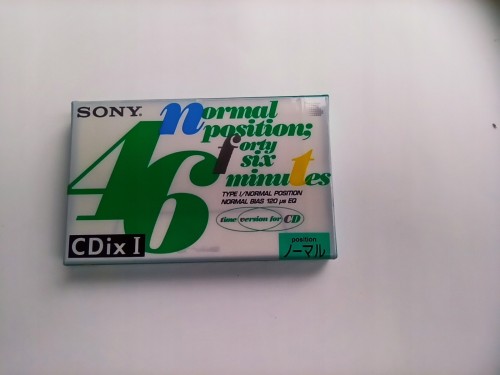 SONY.
normal
position;
forty
six
minutes
46
TYPE I/NORMAL POSITION
NORMAL BIAS 120 µs EQ
time version for CD
CDix I
position
ノーマル